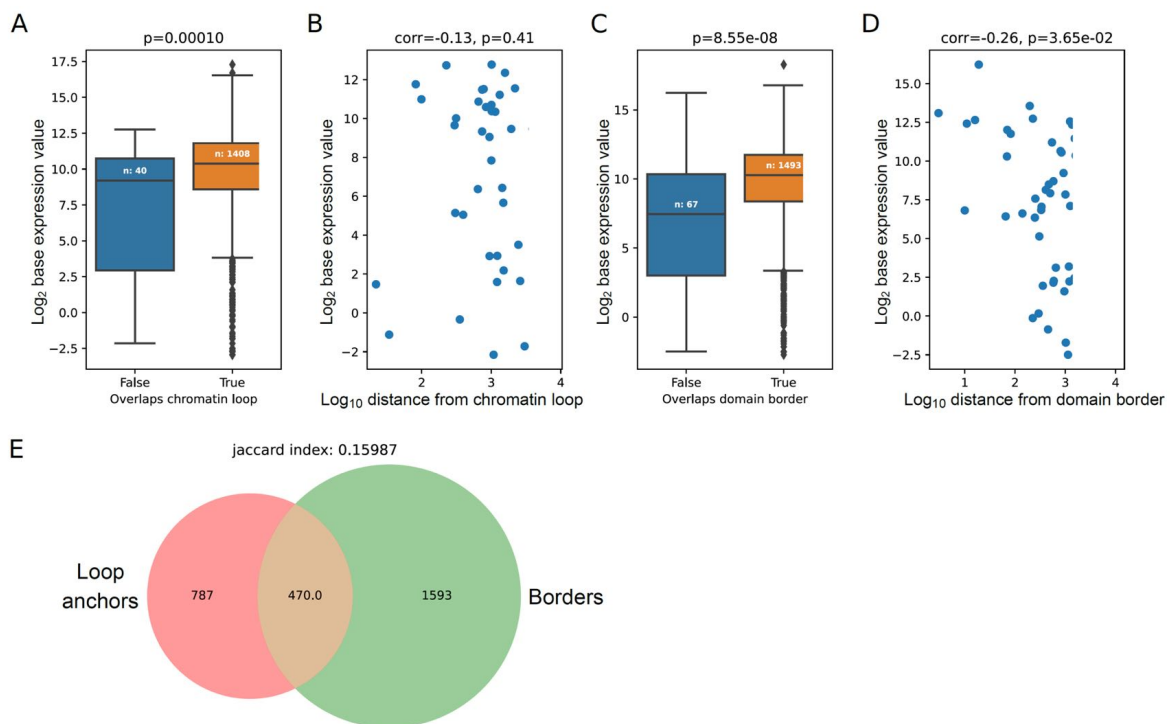 A
p=0.00010
Log2 base expression value
17.5
15.0
12.5
10.0
7.5
5.0
2.5
0.0
−2.5
n: 40
n: 1408
False
True
Overlaps chromatin loop
B
corr=-0.13, p=0.41
Log2 base expression value
12
10
8
6
4
2
0
−2
2
3
4
Log10 distance from chromatin loop
C
p=8.55e-08
Log2 base expression value
15
10
5
0
n: 67
n: 1493
False
True
Overlaps domain border
D
corr=-0.26, p=3.65e-02
Log2 base expression value
15.0
12.5
10.0
7.5
5.0
2.5
0.0
−2.5
1
2
3
4
Log10 distance from domain border
E
jaccard index: 0.15987
Loop
anchors
787
470.0
1593
Borders